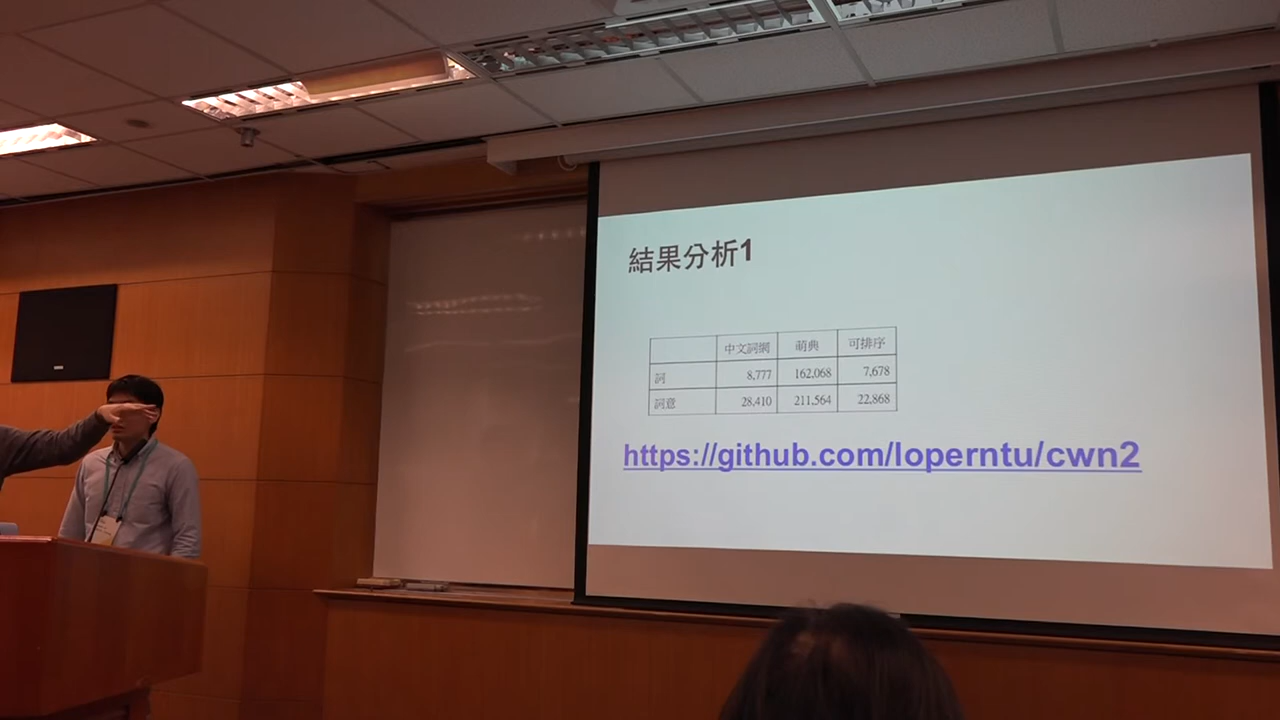 結果分析1
中文詞網 萌典 可排序
詞 8,777 162,068 7,678
詞意 28,410 211,564 22,868
https://github.com/loperntu/cwn2